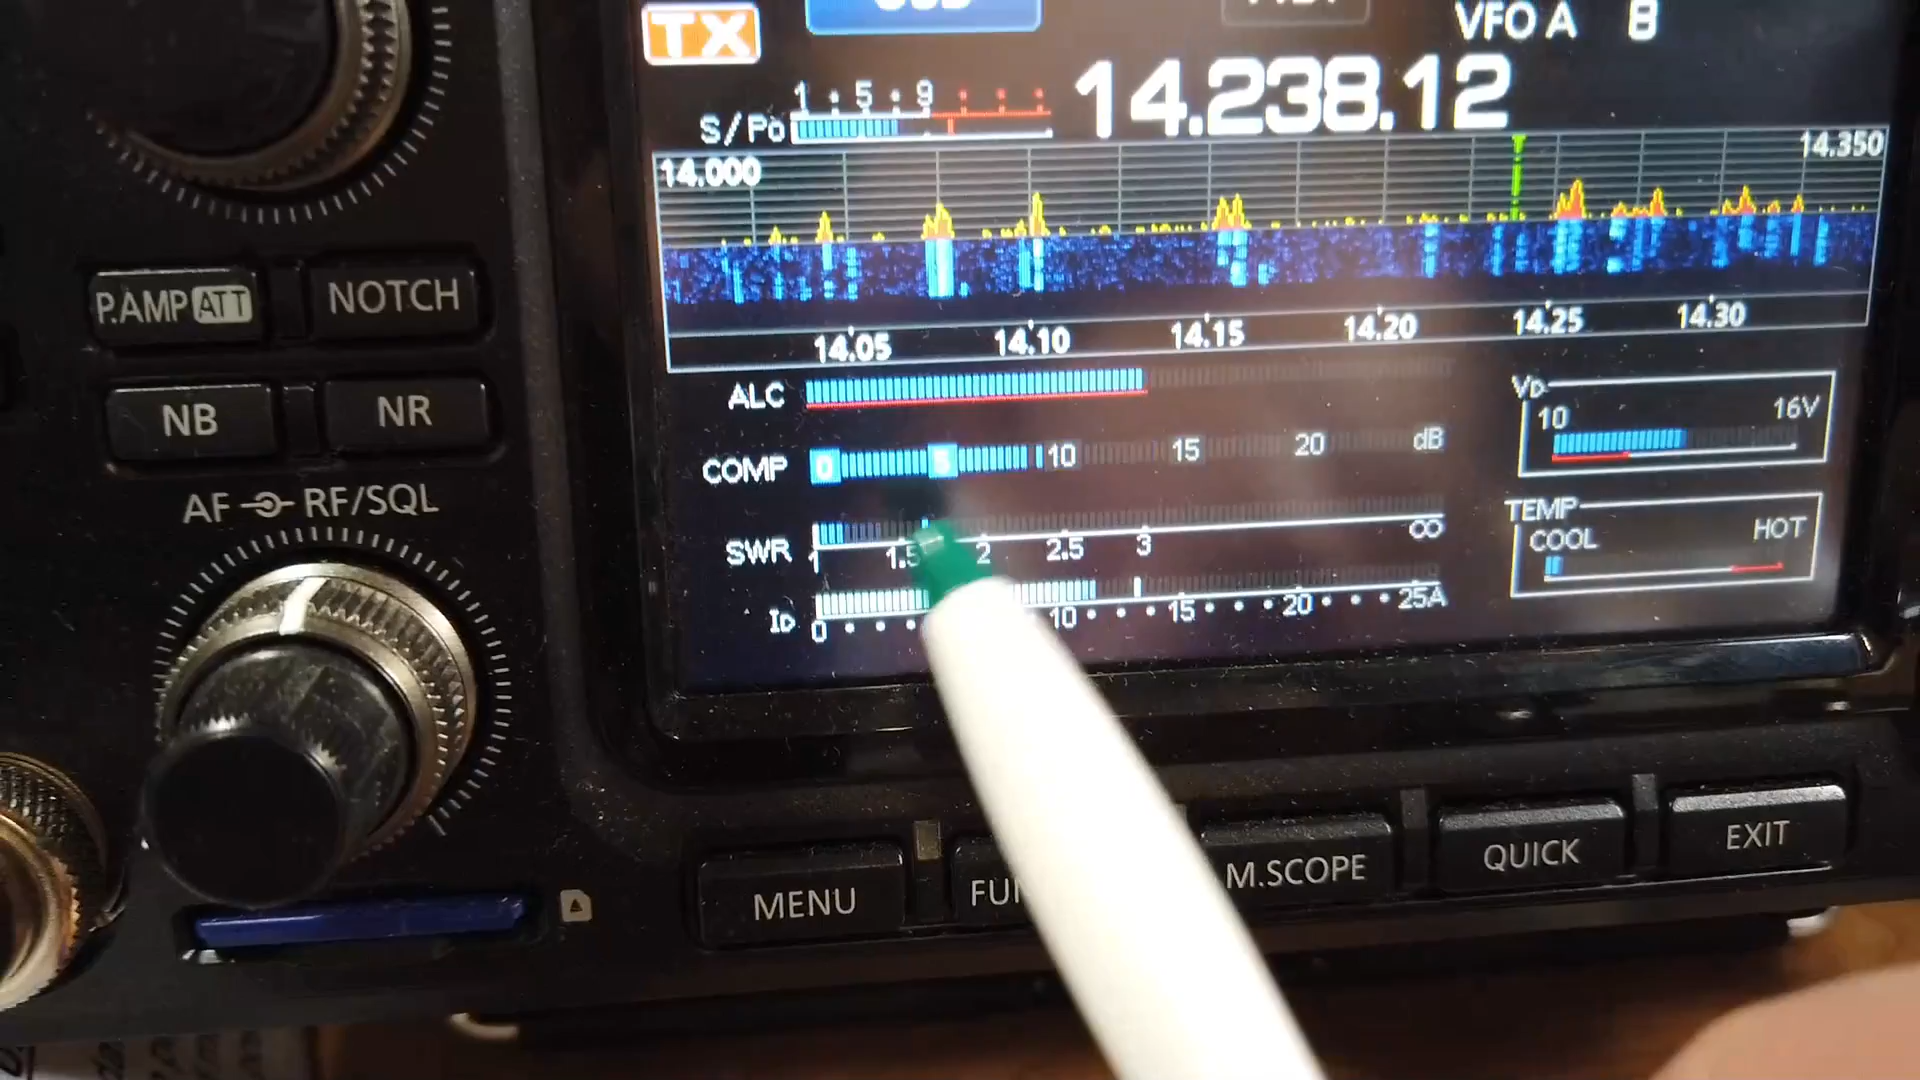 TX
VFO A B
1 5 9
14.238.12
S/Po
14.000
14.350
P.AMP ATT
NOTCH
14.05 14.10 14.15 14.20 14.25 14.30
ALC
VD
10 16V
NB
NR
COMP 0 5 10 15 20 dB
AF RF/SQL
TEMP
COOL HOT
SWR 1 1.5 2 2.5 3 ∞
ID 0 10 15 20 25A
MENU
M.SCOPE
QUICK
EXIT